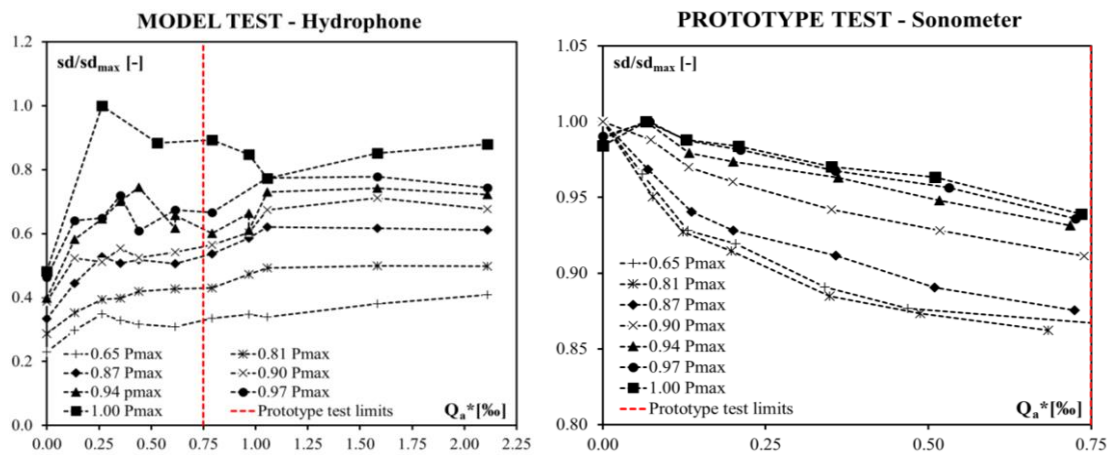 MODEL TEST - Hydrophone
1.2
1.0
0.8
0.6
0.4
0.2
0.0
sd/sdmax [-]
0.65 Pmax
0.81 Pmax
0.87 Pmax
0.90 Pmax
0.94 pmax
0.97 Pmax
1.00 Pmax
Prototype test limits
Qa*[‰]
0.00 0.25 0.50 0.75 1.00 1.25 1.50 1.75 2.00 2.25
PROTOTYPE TEST - Sonometer
1.05
1.00
0.95
0.90
0.85
0.80
sd/sdmax [-]
0.65 Pmax
0.81 Pmax
0.87 Pmax
0.90 Pmax
0.94 Pmax
0.97 Pmax
1.00 Pmax
Prototype test limits
Qa*[‰]
0.00 0.25 0.50 0.75